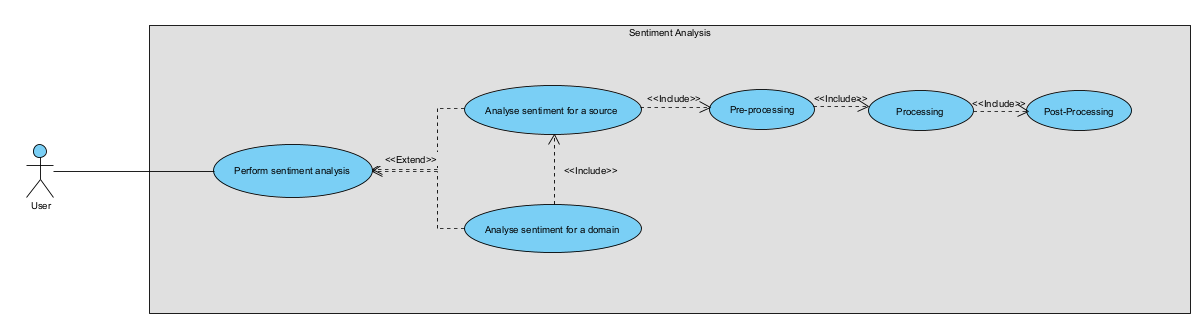 Sentiment Analysis
Analyse sentiment for a source
<<Include>>
Pre-processing
<<Include>>
Processing
<<Include>>
Post-Processing
<<Extend>>
Perform sentiment analysis
<<Include>>
User
Analyse sentiment for a domain